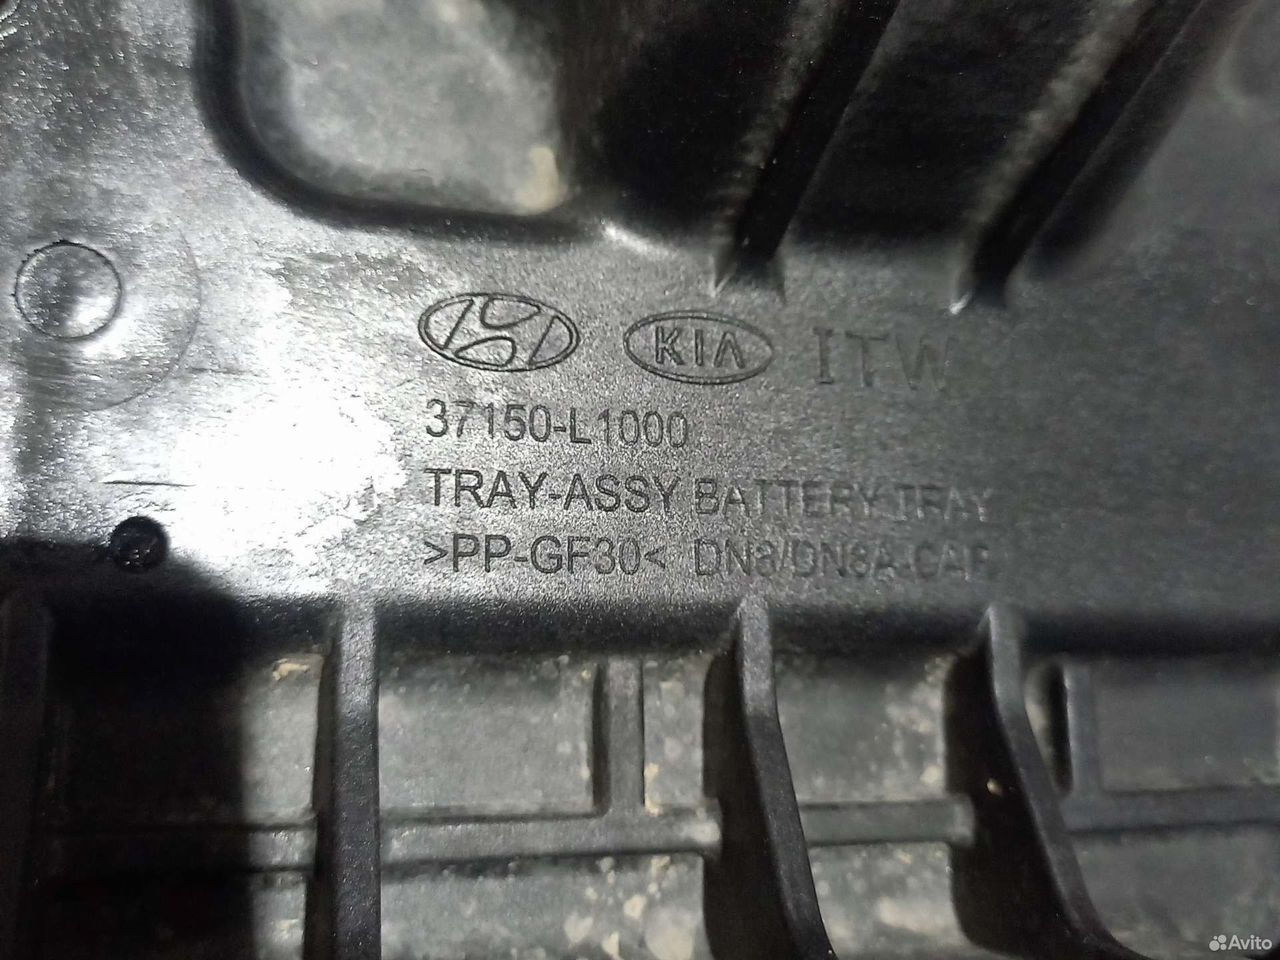 KIA ITW
37150-L1000
TRAY-ASSY BATTERY TRAY
>PP-GF30< DN8/DN8A-CAR
Avito